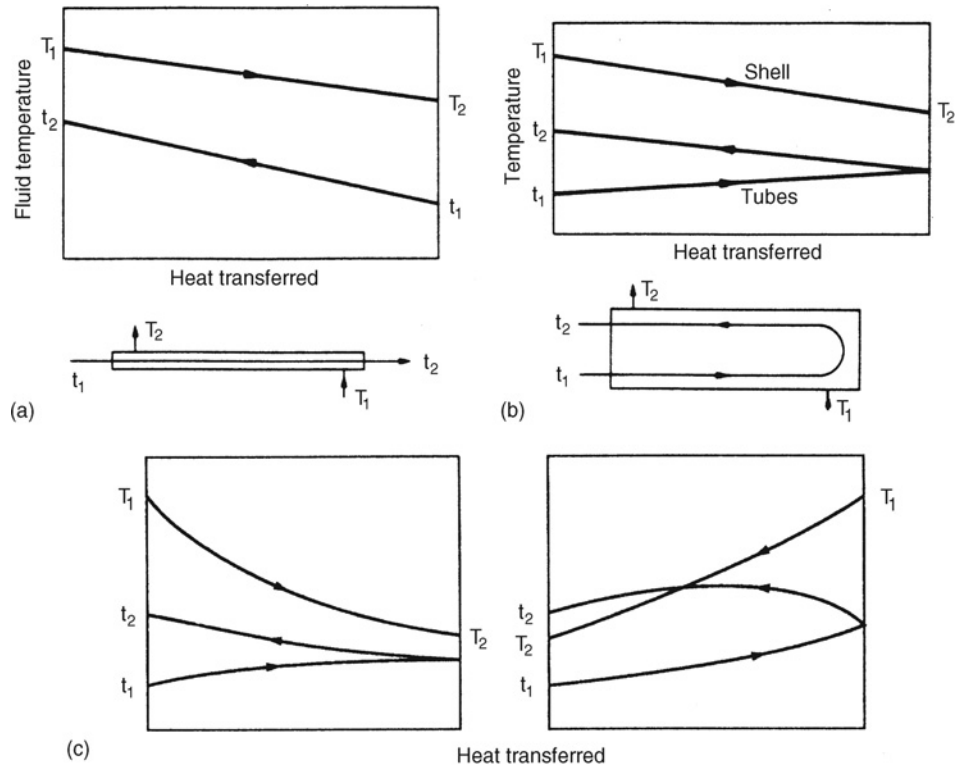 T₁
Fluid temperature
t₂
T₂
t₁
Heat transferred
T₂
t₁
t₂
T₁
(a)
T₁
Temperature
Shell
T₂
t₂
t₁
Tubes
Heat transferred
T₂
t₂
t₁
T₁
(b)
T₁
t₂
T₂
t₁
T₁
t₂
T₂
t₁
(c)
Heat transferred